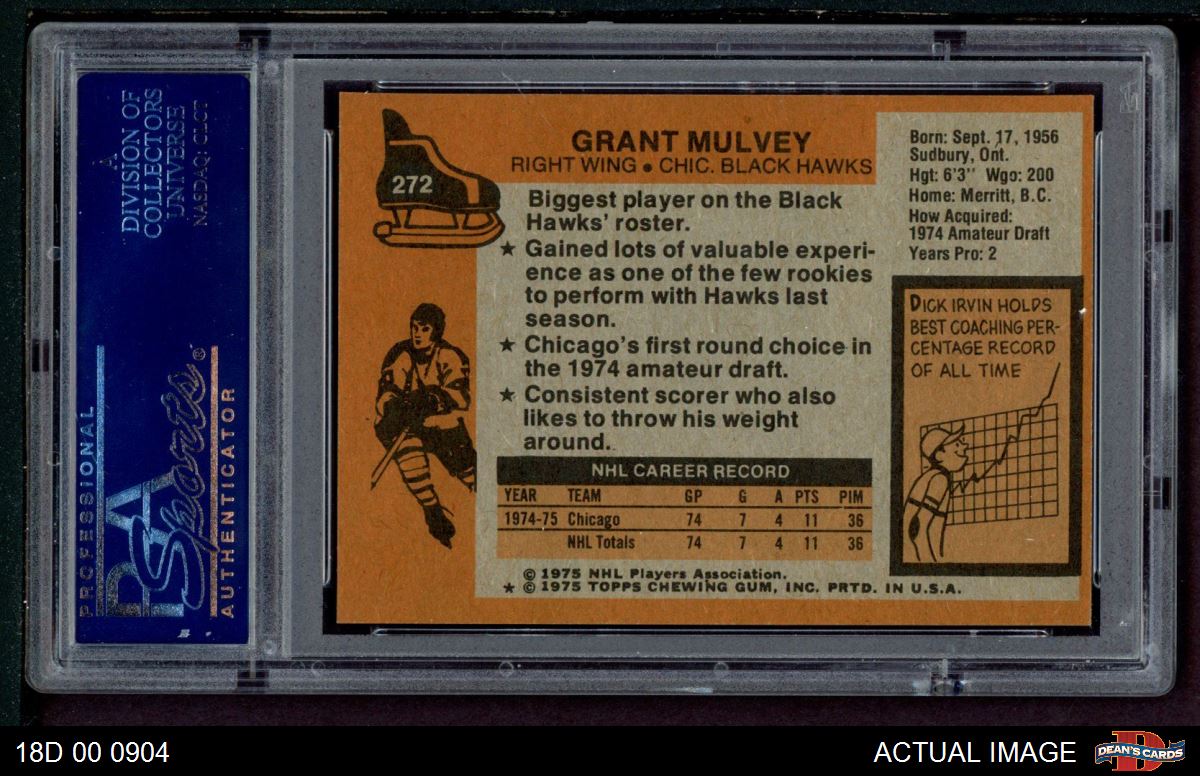 A
DIVISION OF
COLLECTORS
UNIVERSE
NASDAQ: CLCT
PROFESSIONAL
PSA
Sports®
AUTHENTICATOR
272
GRANT MULVEY
RIGHT WING • CHIC. BLACK HAWKS
Biggest player on the Black
Hawks' roster.
★ Gained lots of valuable experi-
ence as one of the few rookies
to perform with Hawks last
season.
★ Chicago's first round choice in
the 1974 amateur draft.
★ Consistent scorer who also
likes to throw his weight
around.
NHL CAREER RECORD
YEAR TEAM GP G A PTS PIM
1974-75 Chicago 74 7 4 11 36
NHL Totals 74 7 4 11 36
© 1975 NHL Players Association.
★ © 1975 TOPPS CHEWING GUM, INC. PRTD. IN U.S.A.
Born: Sept. 17, 1956
Sudbury, Ont.
Hgt: 6'3" Wgo: 200
Home: Merritt, B.C.
How Acquired:
1974 Amateur Draft
Years Pro: 2
DICK IRVIN HOLDS
BEST COACHING PER-
CENTAGE RECORD
OF ALL TIME
18D 00 0904
ACTUAL IMAGE
DEAN'S CARDS